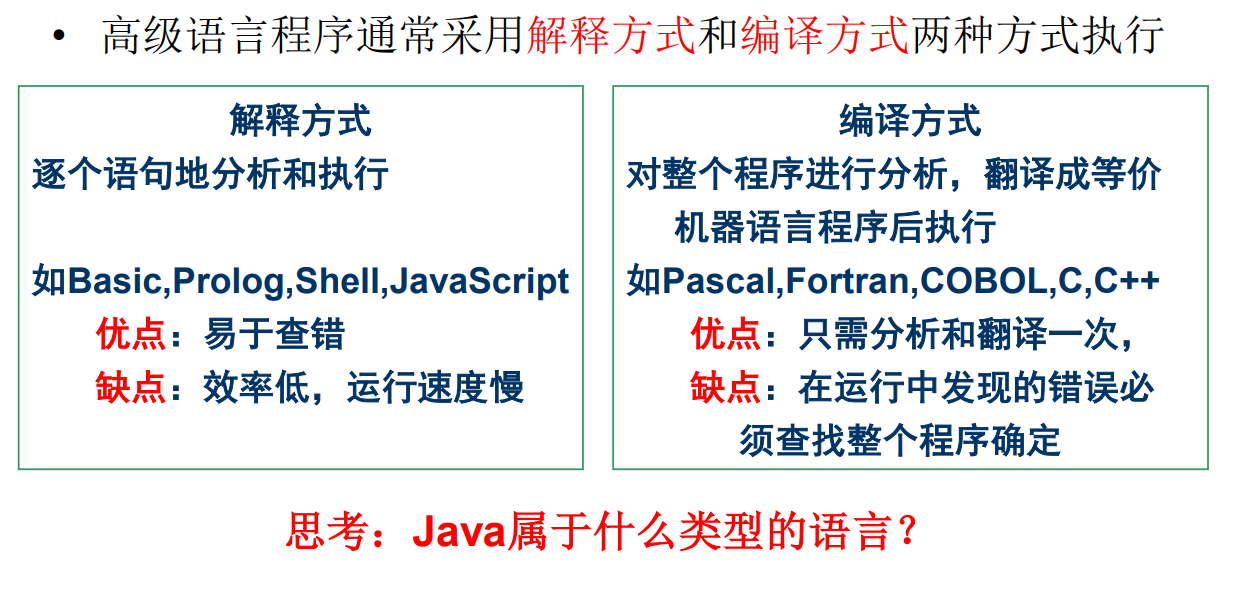 • 高级语言程序通常采用解释方式和编译方式两种方式执行
解释方式
逐个语句地分析和执行
如Basic,Prolog,Shell,JavaScript
优点：易于查错
缺点：效率低，运行速度慢
编译方式
对整个程序进行分析，翻译成等价
机器语言程序后执行
如Pascal,Fortran,COBOL,C,C++
优点：只需分析和翻译一次，
缺点：在运行中发现的错误必
须查找整个程序确定
思考：Java属于什么类型的语言？